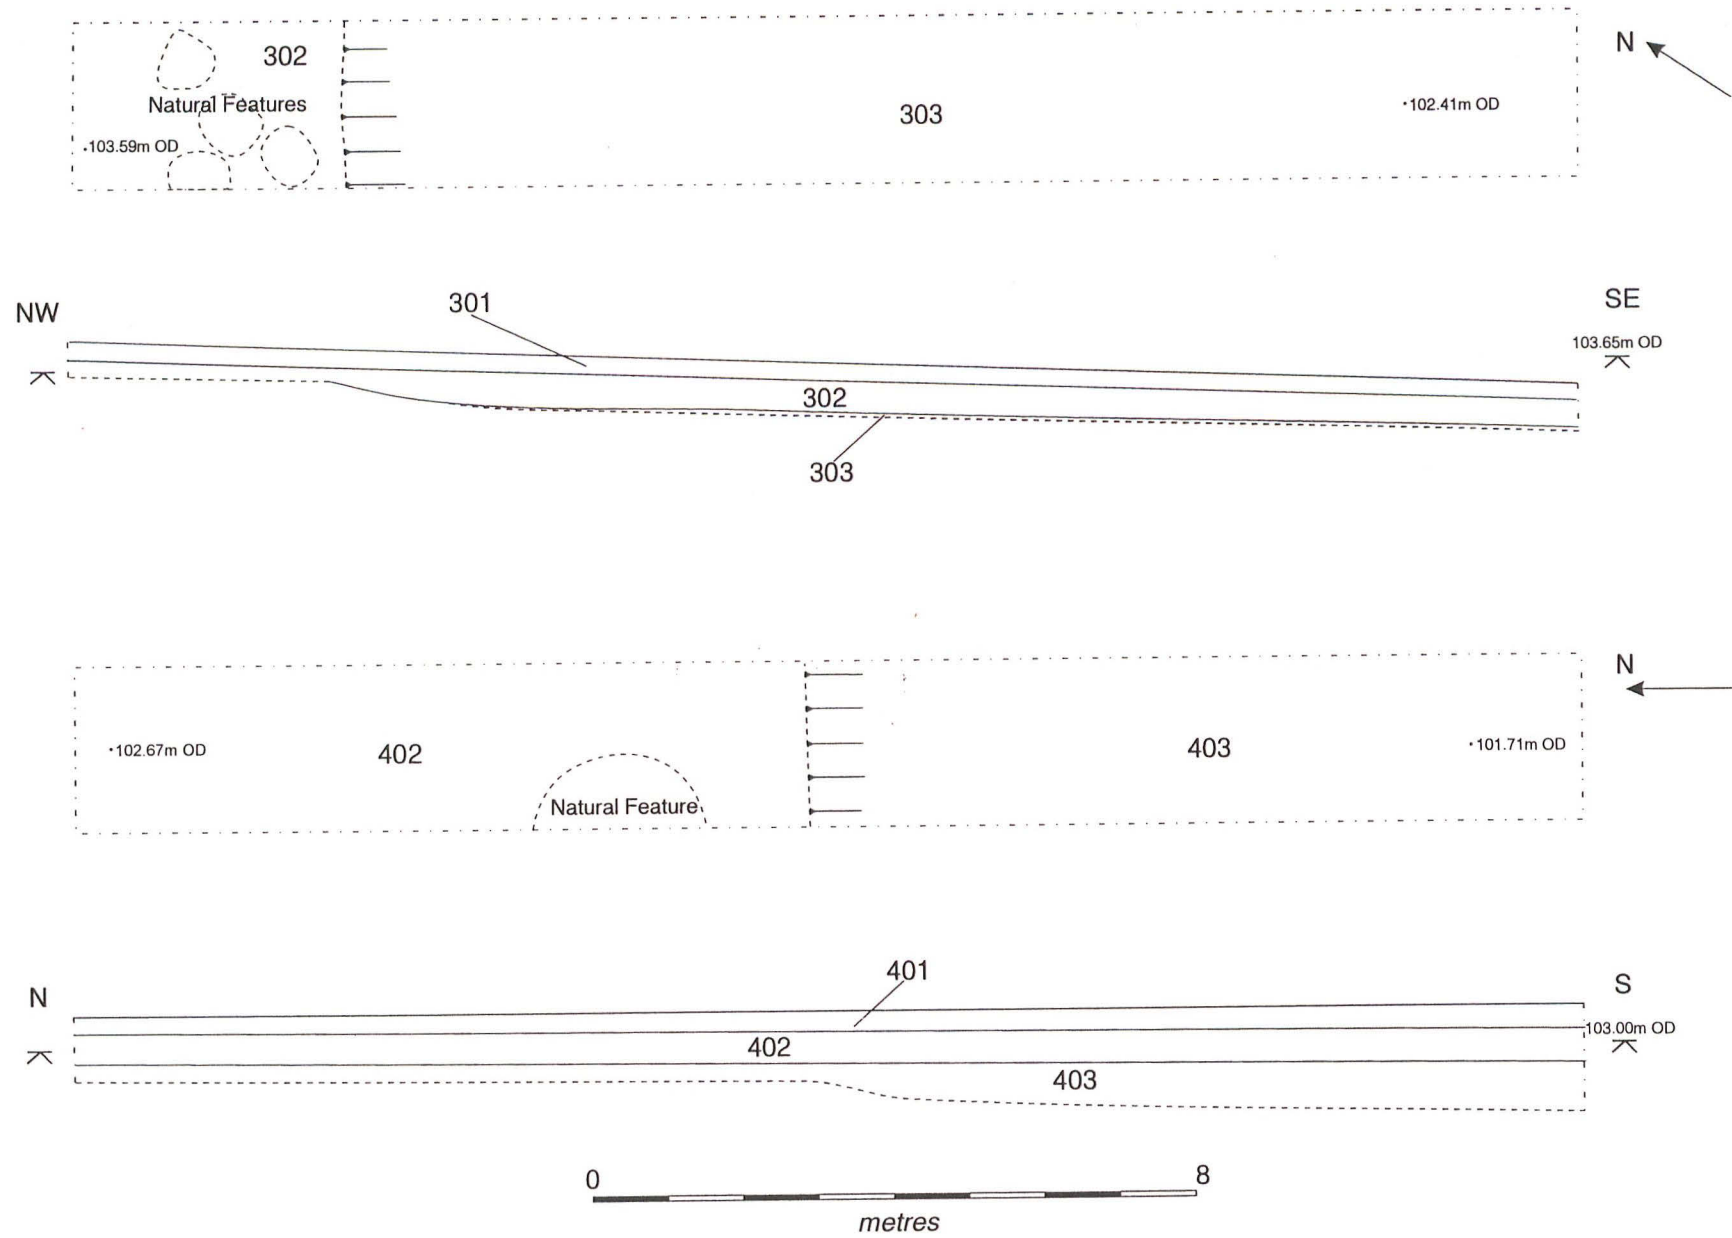 302
N
Natural Features
303
102.41m OD
103.59m OD
NW
301
SE
103.65m OD
302
303
N
102.67m OD
402
403
101.71m OD
Natural Feature
401
N
S
103.00m OD
402
403
0
8
metres